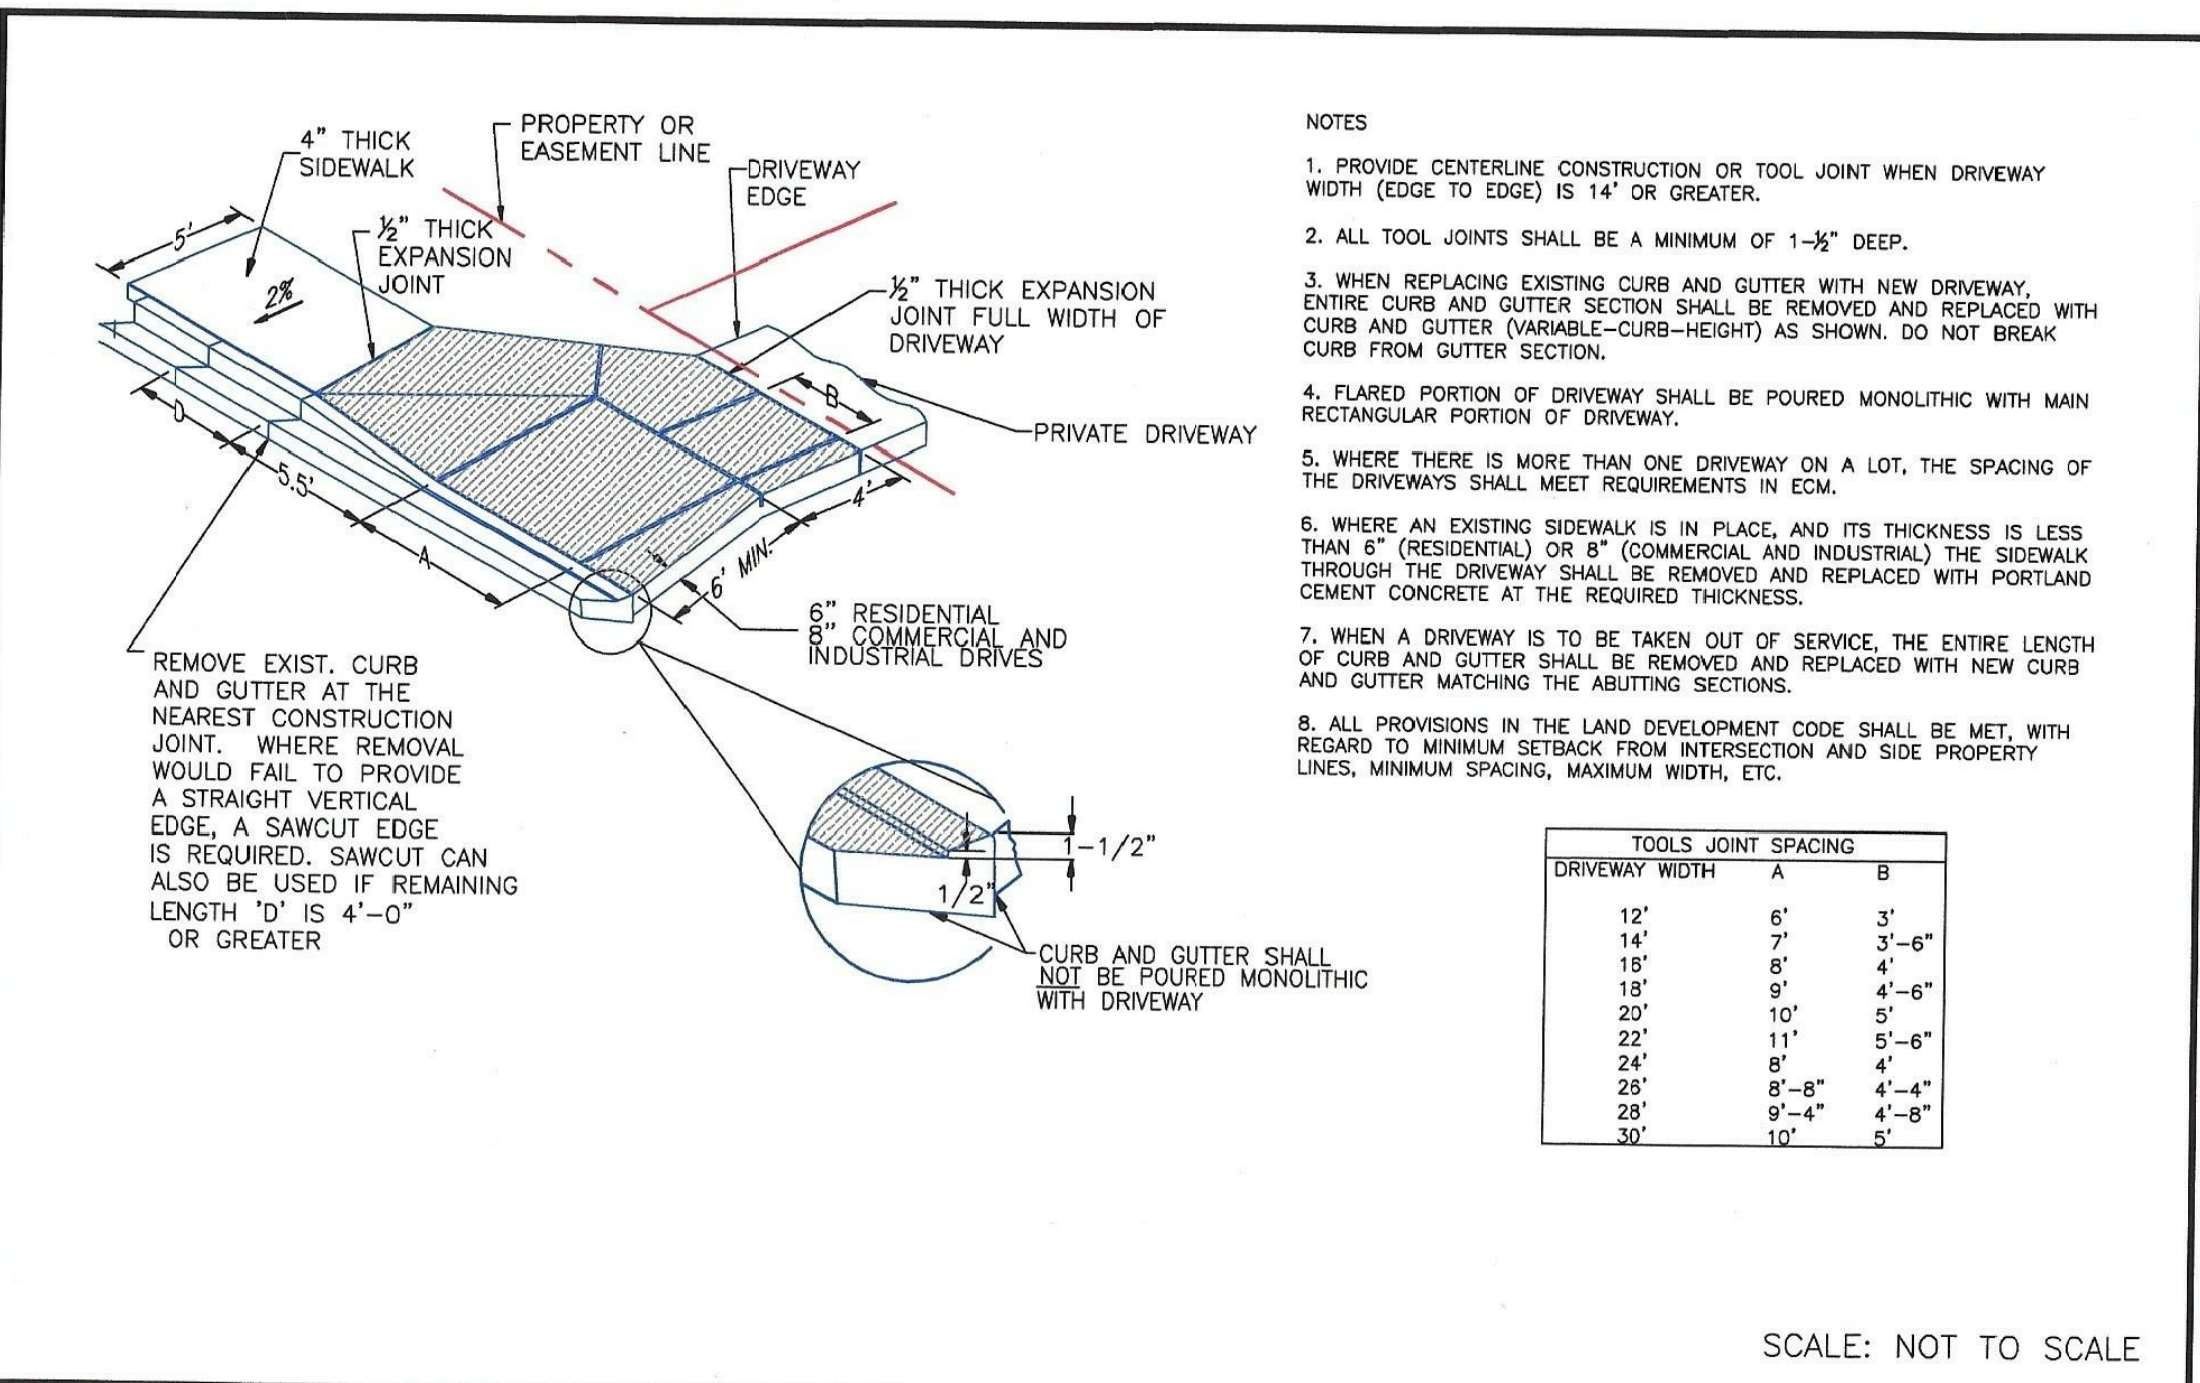 4" THICK
SIDEWALK
PROPERTY OR
EASEMENT LINE
DRIVEWAY
EDGE
5'
½" THICK
EXPANSION
JOINT
2%
½" THICK EXPANSION
JOINT FULL WIDTH OF
DRIVEWAY
B
PRIVATE DRIVEWAY
D
5.5'
A
4'
6' MIN.
6" RESIDENTIAL
8" COMMERCIAL AND
INDUSTRIAL DRIVES
REMOVE EXIST. CURB
AND GUTTER AT THE
NEAREST CONSTRUCTION
JOINT. WHERE REMOVAL
WOULD FAIL TO PROVIDE
A STRAIGHT VERTICAL
EDGE, A SAWCUT EDGE
IS REQUIRED. SAWCUT CAN
ALSO BE USED IF REMAINING
LENGTH 'D' IS 4'-0"
OR GREATER
1-1/2"
1/2"
CURB AND GUTTER SHALL
NOT BE POURED MONOLITHIC
WITH DRIVEWAY
NOTES
1. PROVIDE CENTERLINE CONSTRUCTION OR TOOL JOINT WHEN DRIVEWAY
WIDTH (EDGE TO EDGE) IS 14' OR GREATER.
2. ALL TOOL JOINTS SHALL BE A MINIMUM OF 1-½" DEEP.
3. WHEN REPLACING EXISTING CURB AND GUTTER WITH NEW DRIVEWAY,
ENTIRE CURB AND GUTTER SECTION SHALL BE REMOVED AND REPLACED WITH
CURB AND GUTTER (VARIABLE-CURB-HEIGHT) AS SHOWN. DO NOT BREAK
CURB FROM GUTTER SECTION.
4. FLARED PORTION OF DRIVEWAY SHALL BE POURED MONOLITHIC WITH MAIN
RECTANGULAR PORTION OF DRIVEWAY.
5. WHERE THERE IS MORE THAN ONE DRIVEWAY ON A LOT, THE SPACING OF
THE DRIVEWAYS SHALL MEET REQUIREMENTS IN ECM.
6. WHERE AN EXISTING SIDEWALK IS IN PLACE, AND ITS THICKNESS IS LESS
THAN 6" (RESIDENTIAL) OR 8" (COMMERCIAL AND INDUSTRIAL) THE SIDEWALK
THROUGH THE DRIVEWAY SHALL BE REMOVED AND REPLACED WITH PORTLAND
CEMENT CONCRETE AT THE REQUIRED THICKNESS.
7. WHEN A DRIVEWAY IS TO BE TAKEN OUT OF SERVICE, THE ENTIRE LENGTH
OF CURB AND GUTTER SHALL BE REMOVED AND REPLACED WITH NEW CURB
AND GUTTER MATCHING THE ABUTTING SECTIONS.
8. ALL PROVISIONS IN THE LAND DEVELOPMENT CODE SHALL BE MET, WITH
REGARD TO MINIMUM SETBACK FROM INTERSECTION AND SIDE PROPERTY
LINES, MINIMUM SPACING, MAXIMUM WIDTH, ETC.
TOOLS JOINT SPACING
DRIVEWAY WIDTH A B
12' 6' 3'
14' 7' 3'-6"
16' 8' 4'
18' 9' 4'-6"
20' 10' 5'
22' 11' 5'-6"
24' 8' 4'
26' 8'-8" 4'-4"
28' 9'-4" 4'-8"
30' 10' 5'
SCALE: NOT TO SCALE